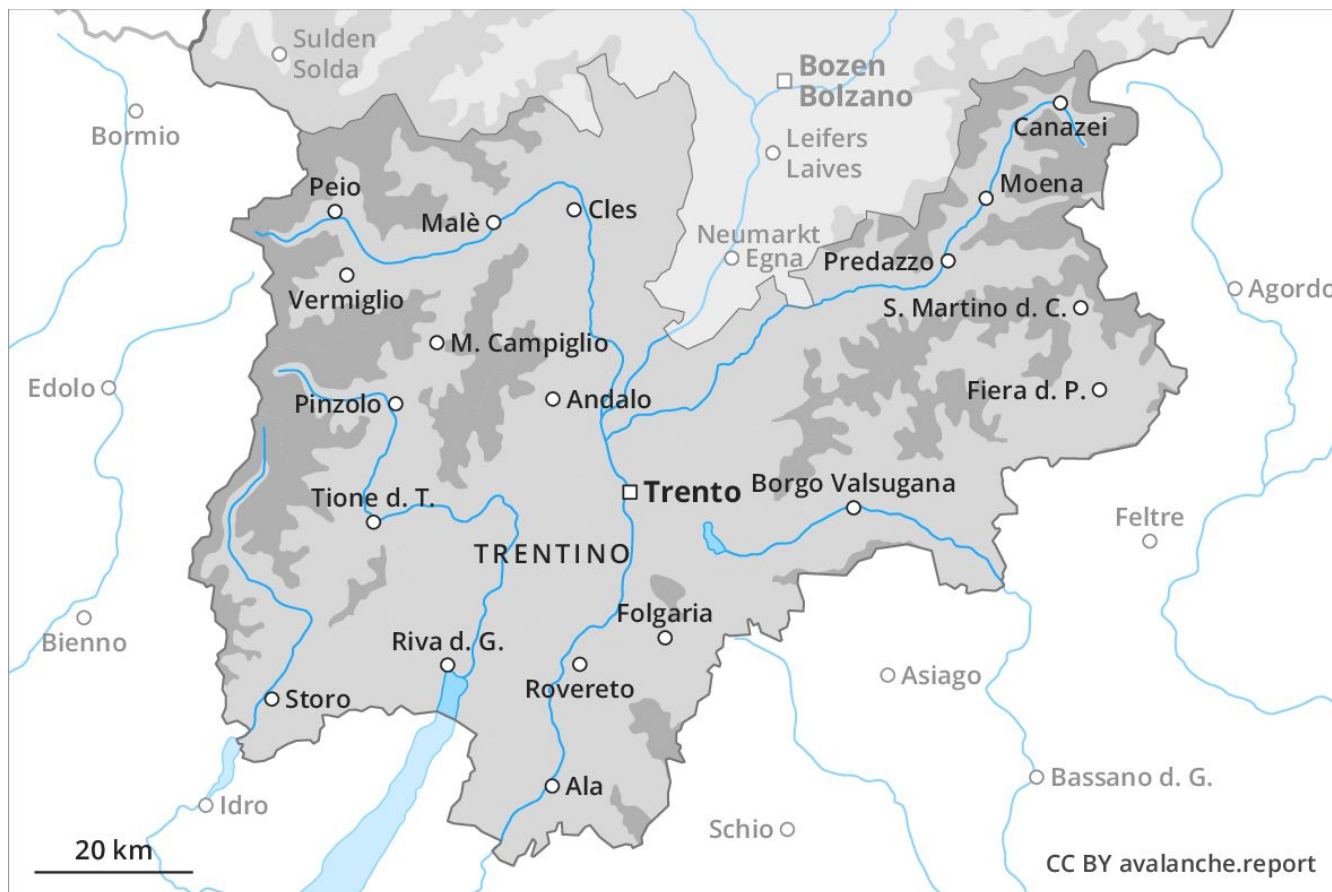 Sulden
Solda
Bozen
Bolzano
Bormio
Canazei
Leifers
Laives
Peio
Moena
Malè
Cles
Neumarkt
Egna
Predazzo
Vermiglio
Agordo
S. Martino d. C.
M. Campiglio
Edolo
Fiera d. P.
Pinzolo
Andalo
Borgo Valsugana
Trento
Tione d. T.
Feltre
TRENTINO
Folgaria
Bienno
Riva d. G.
Asiago
Rovereto
Storo
Bassano d. G.
Ala
Idro
Schio
20 km
CC BY avalanche.report